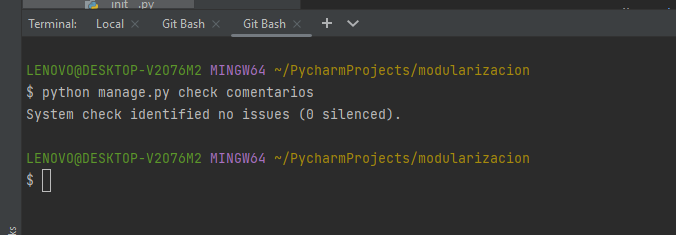 init .py
Terminal: Local × Git Bash × Git Bash ×
LENOVO@DESKTOP-V2076M2 MINGW64 ~/PycharmProjects/modularizacion
$ python manage.py check comentarios
System check identified no issues (0 silenced).
LENOVO@DESKTOP-V2076M2 MINGW64 ~/PycharmProjects/modularizacion
$
ks